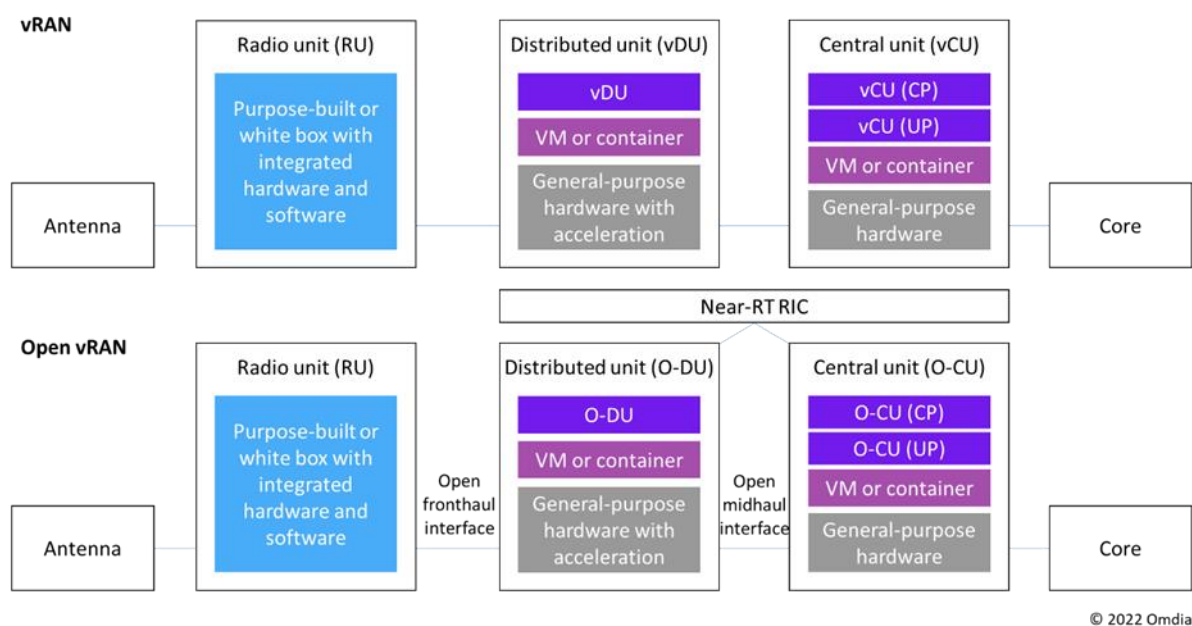 vRAN
Radio unit (RU)
Purpose-built or
white box with
integrated
hardware and
software
Distributed unit (vDU)
vDU
VM or container
General-purpose
hardware with
acceleration
Central unit (vCU)
vCU (CP)
vCU (UP)
VM or container
General-purpose
hardware
Antenna
Core
Near-RT RIC
Open vRAN
Radio unit (RU)
Purpose-built or
white box with
integrated
hardware and
software
Open
fronthaul
interface
Distributed unit (O-DU)
O-DU
VM or container
General-purpose
hardware with
acceleration
Open
midhaul
interface
Central unit (O-CU)
O-CU (CP)
O-CU (UP)
VM or container
General-purpose
hardware
Antenna
Core
© 2022 Omdia